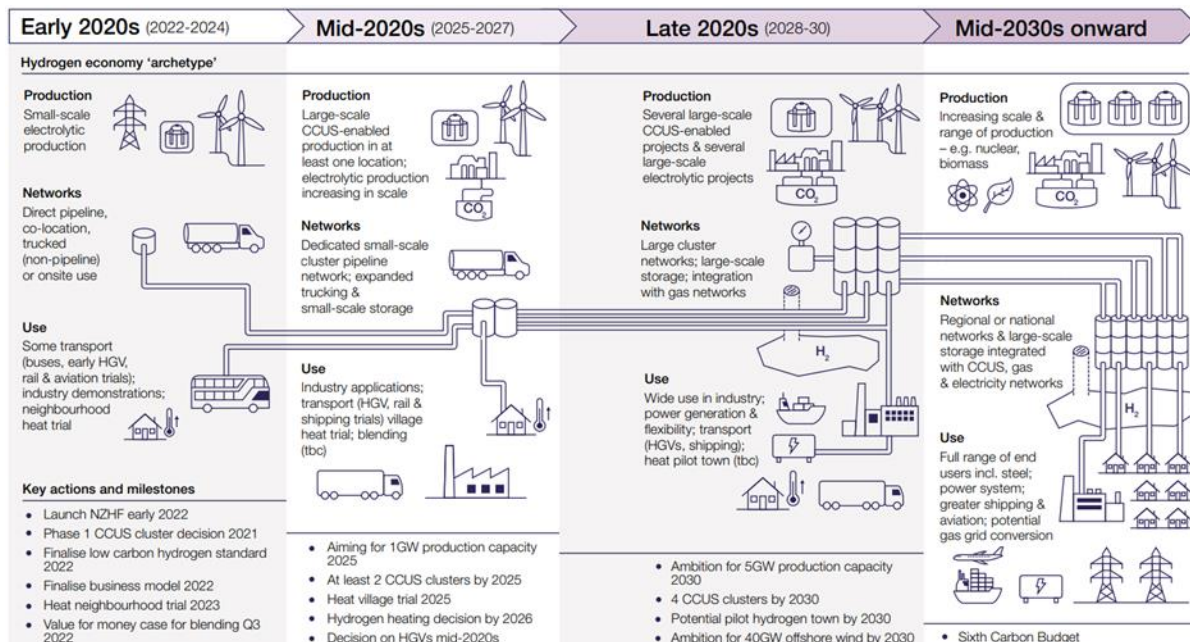 Early 2020s (2022-2024)
Mid-2020s (2025-2027)
Late 2020s (2028-30)
Mid-2030s onward
Hydrogen economy ‘archetype’
Production
Small-scale
electrolytic
production
Networks
Direct pipeline,
co-location,
trucked
(non-pipeline)
or onsite use
Use
Some transport
(buses, early HGV,
rail & aviation trials);
industry demonstrations;
neighbourhood
heat trial
Key actions and milestones
• Launch NZHF early 2022
• Phase 1 CCUS cluster decision 2021
• Finalise low carbon hydrogen standard
2022
• Finalise business model 2022
• Heat neighbourhood trial 2023
• Value for money case for blending Q3
2022
Production
Large-scale
CCUS-enabled
production in at
least one location;
electrolytic production
increasing in scale
CO2
Networks
Dedicated small-scale
cluster pipeline
network; expanded
trucking &
small-scale storage
Use
Industry applications;
transport (HGV, rail &
shipping trials) village
heat trial; blending
(tbc)
• Aiming for 1GW production capacity
2025
• At least 2 CCUS clusters by 2025
• Heat village trial 2025
• Hydrogen heating decision by 2026
• Decision on HGVs mid-2020s
Production
Several large-scale
CCUS-enabled
projects & several
large-scale
electrolytic projects
CO2
Networks
Large cluster
networks; large-scale
storage; integration
with gas networks
H2
Use
Wide use in industry;
power generation &
flexibility; transport
(HGVs, shipping);
heat pilot town (tbc)
• Ambition for 5GW production capacity
2030
• 4 CCUS clusters by 2030
• Potential pilot hydrogen town by 2030
• Ambition for 40GW offshore wind by 2030
Production
Increasing scale &
range of production
– e.g. nuclear,
biomass
CO2
Networks
Regional or national
networks & large-scale
storage integrated
with CCUS, gas
& electricity networks
H2
Use
Full range of end
users incl. steel;
power system;
greater shipping &
aviation; potential
gas grid conversion
• Sixth Carbon Budget